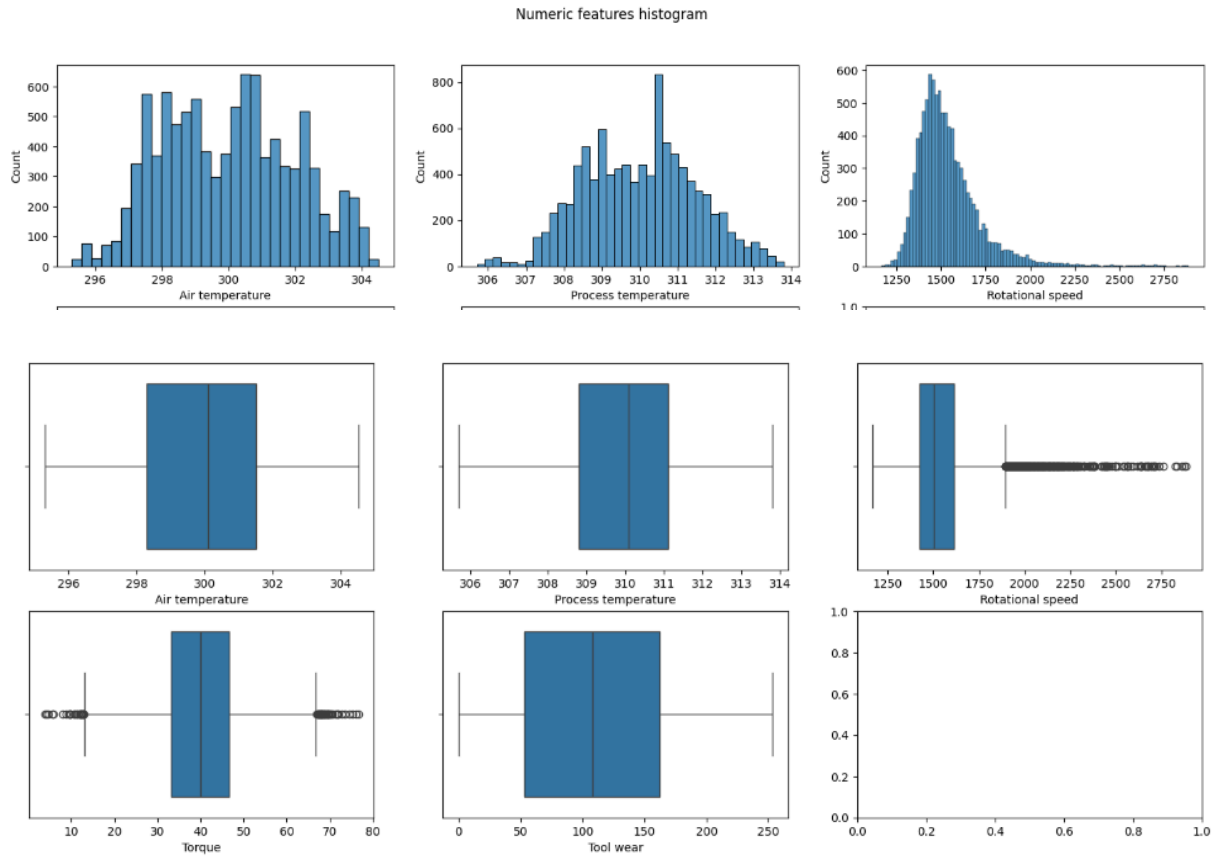 Numeric features histogram
600
500
400
300
200
100
0
Count
296 298 300 302 304
Air temperature
800
600
400
200
0
Count
306 307 308 309 310 311 312 313 314
Process temperature
600
500
400
300
200
100
0
Count
1250 1500 1750 2000 2250 2500 2750
Rotational speed
1.0
296 298 300 302 304
Air temperature
306 307 308 309 310 311 312 313 314
Process temperature
1250 1500 1750 2000 2250 2500 2750
Rotational speed
10 20 30 40 50 60 70 80
Torque
0 50 100 150 200 250
Tool wear
1.0
0.8
0.6
0.4
0.2
0.0
0.0 0.2 0.4 0.6 0.8 1.0